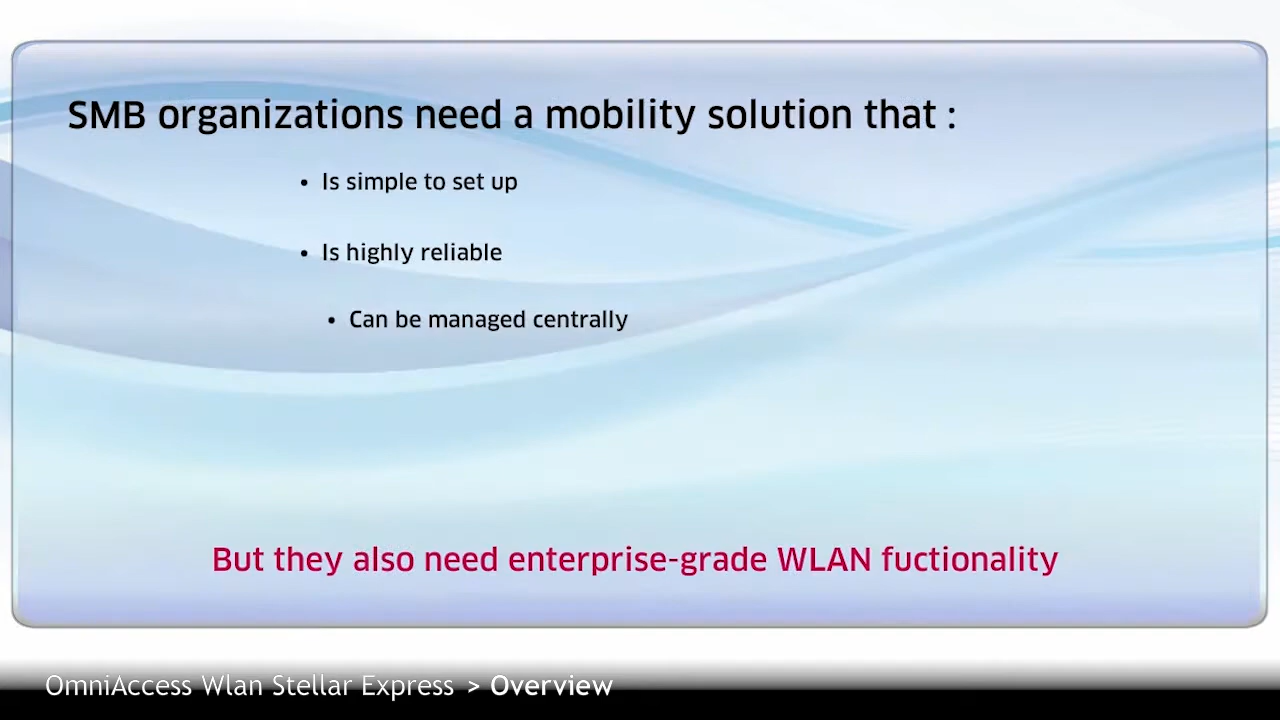 SMB organizations need a mobility solution that :
• Is simple to set up
• Is highly reliable
• Can be managed centrally
But they also need enterprise-grade WLAN fuctionality
OmniAccess Wlan Stellar Express > Overview